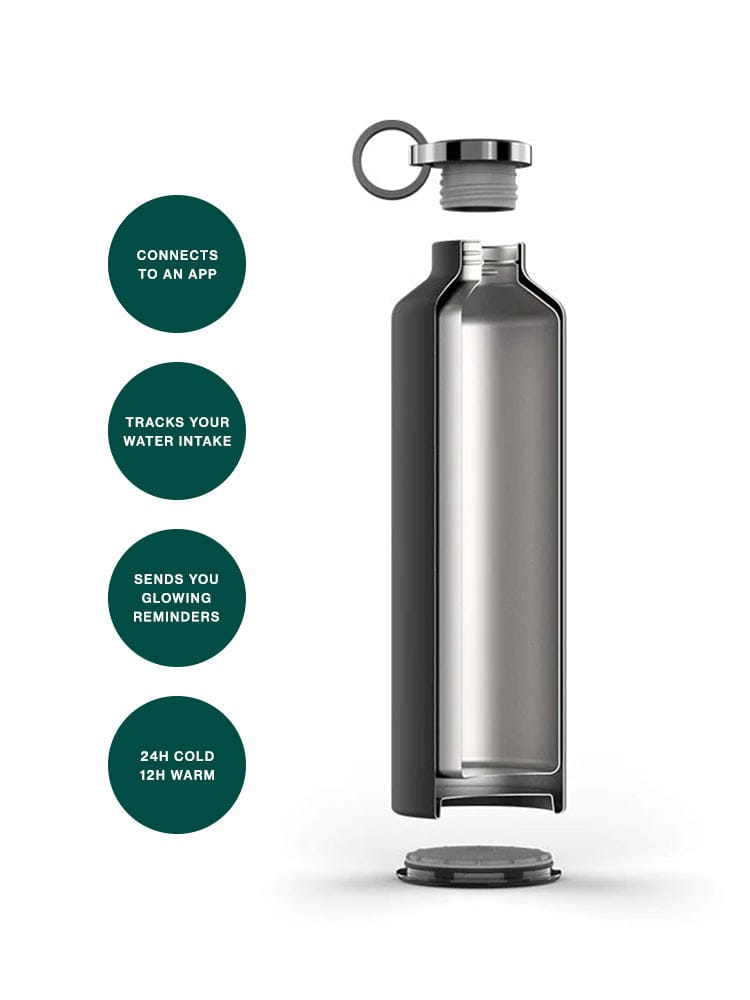 CONNECTS
TO AN APP
TRACKS YOUR
WATER INTAKE
SENDS YOU
GLOWING
REMINDERS
24H COLD
12H WARM